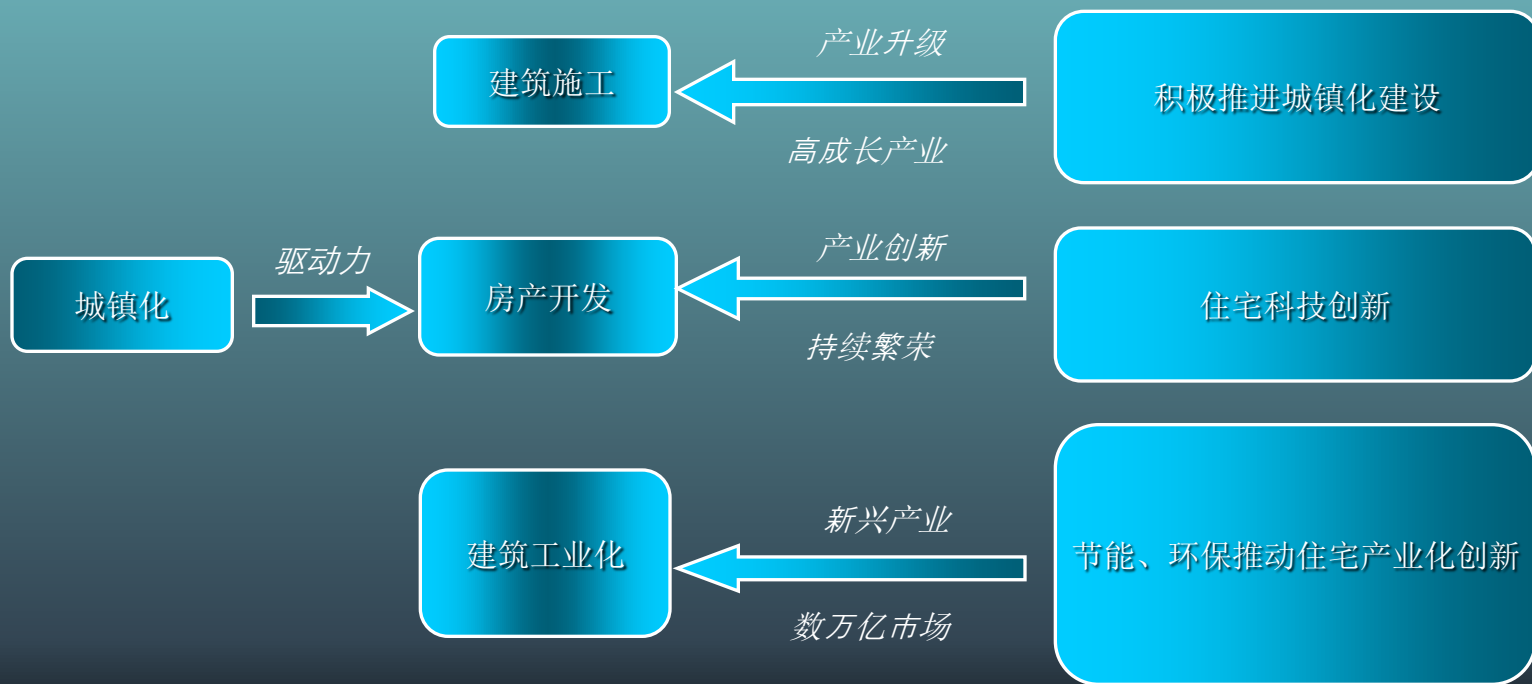 产业升级
建筑施工
积极推进城镇化建设
高成长产业
产业创新
驱动力
城镇化
房产开发
住宅科技创新
持续繁荣
新兴产业
建筑工业化
节能、环保推动住宅产业化创新
数万亿市场